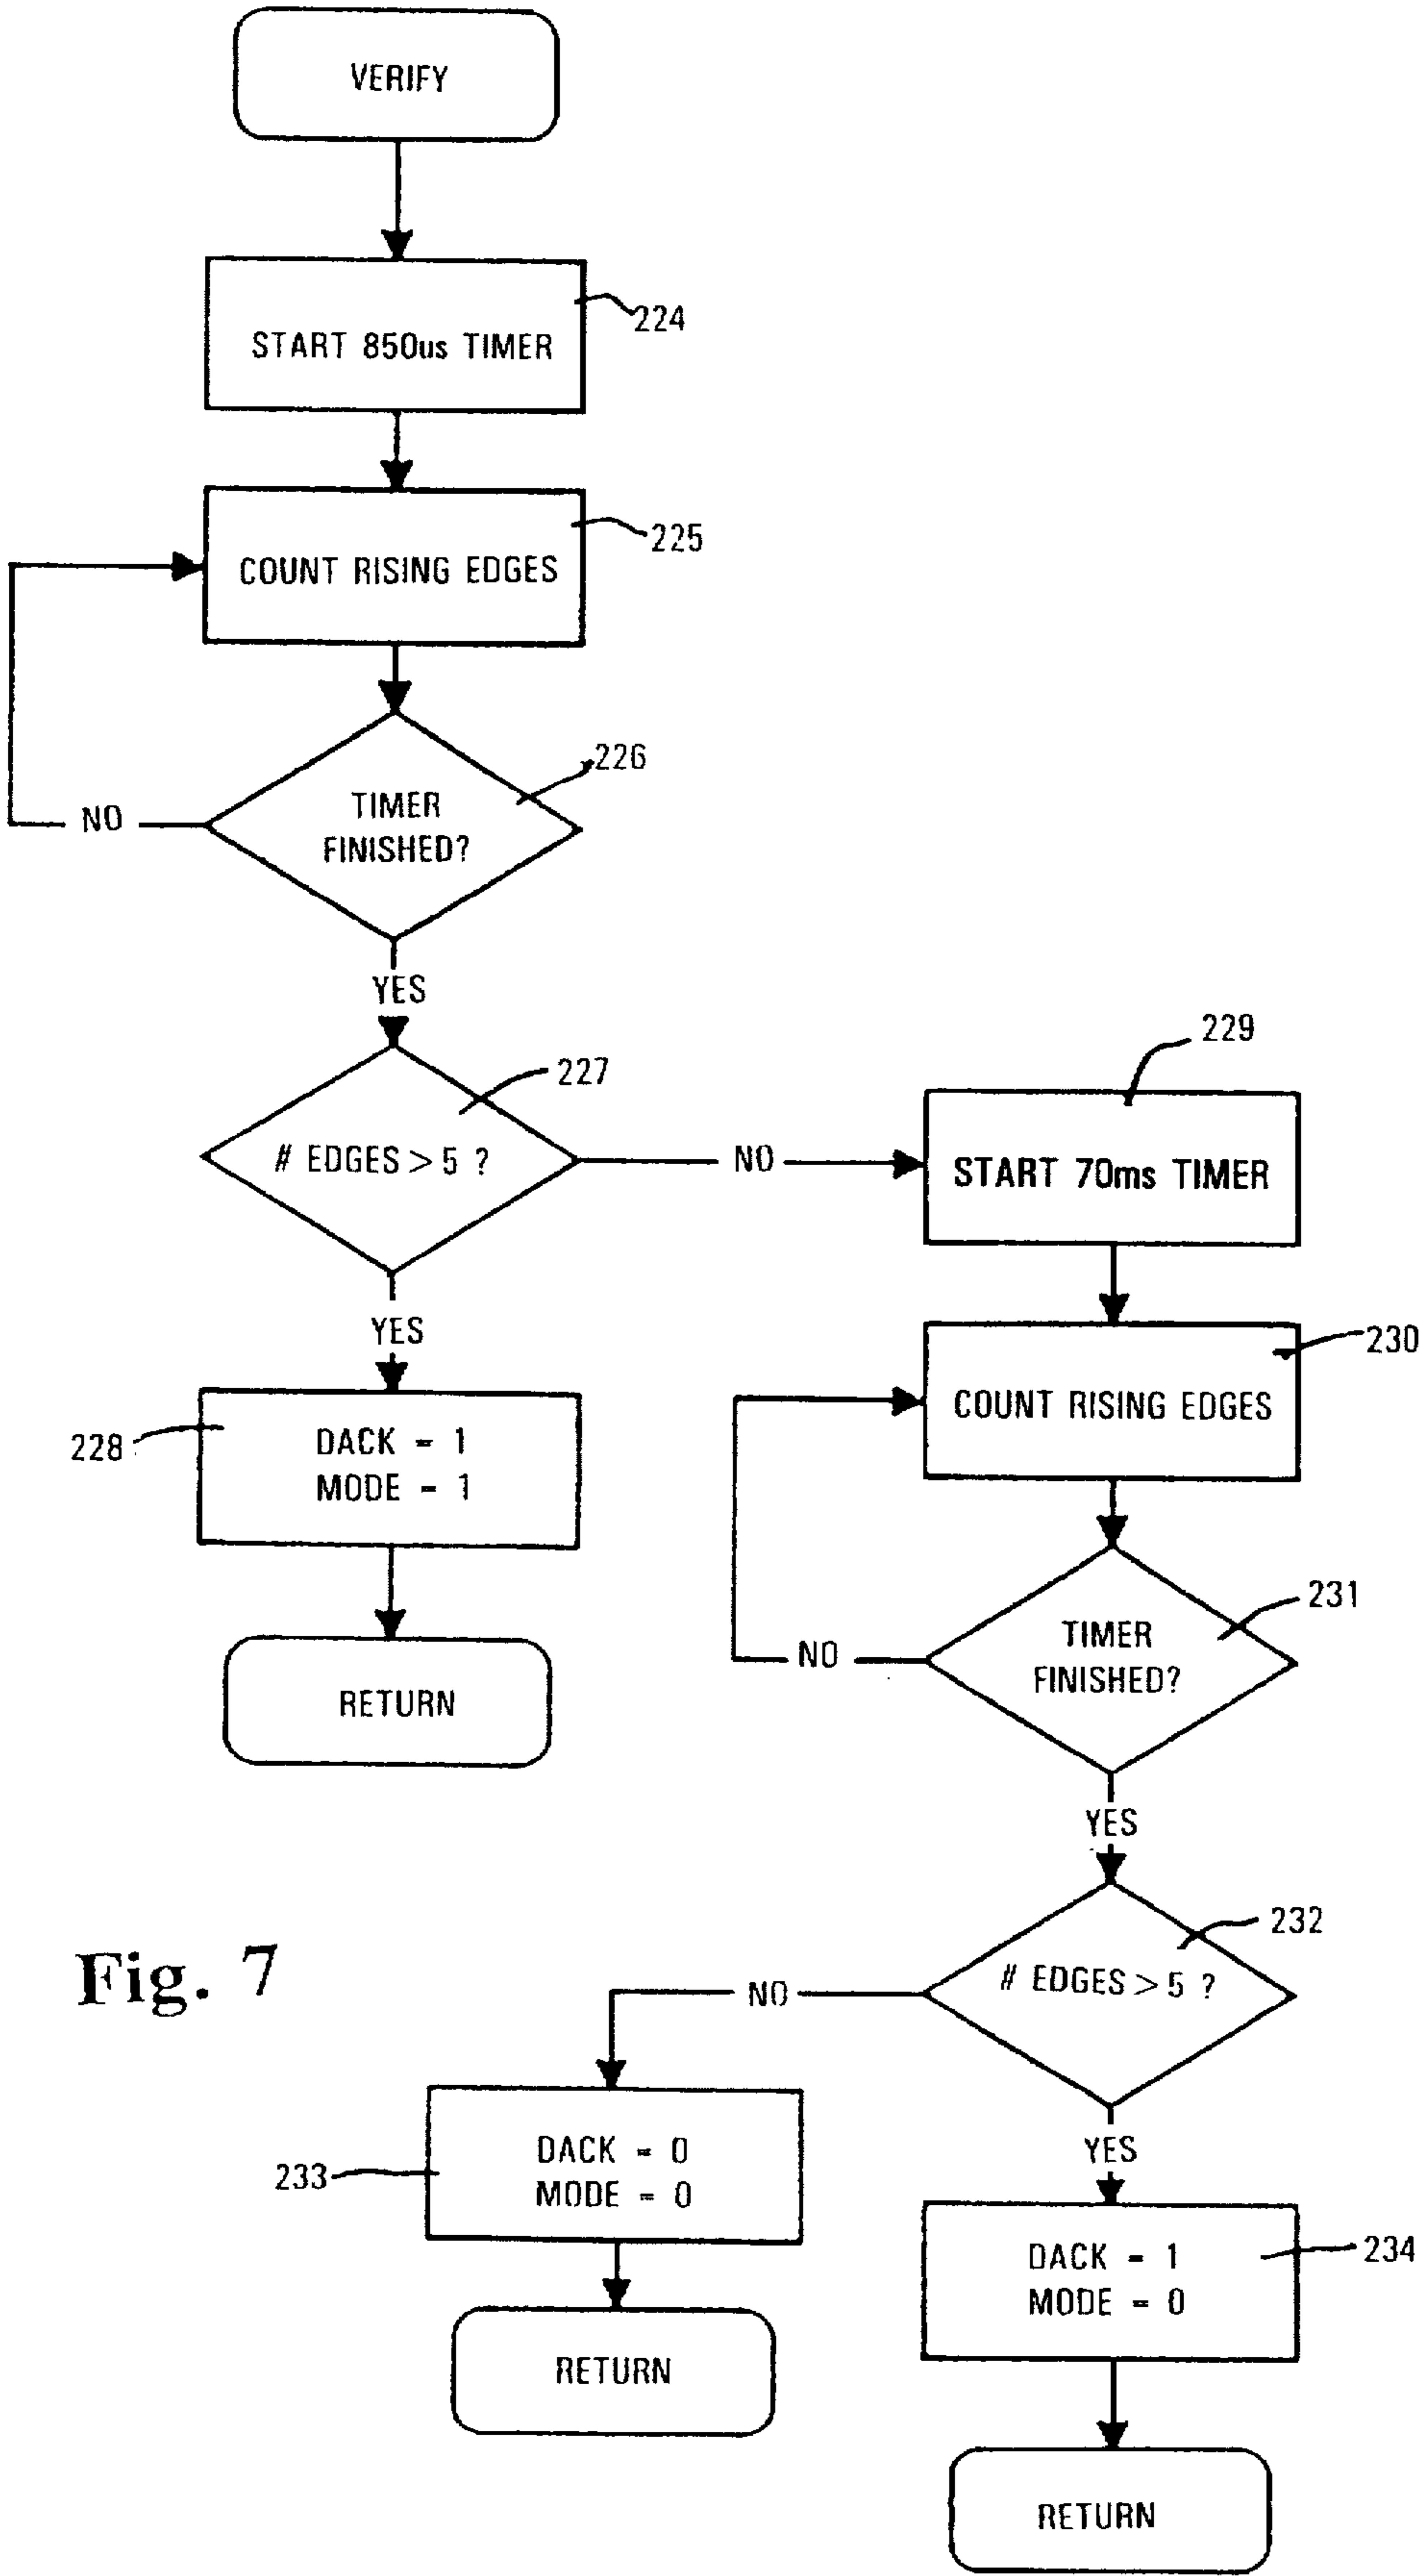 VERIFY
224
START 850us TIMER
225
COUNT RISING EDGES
226
TIMER
FINISHED?
NO
YES
227
# EDGES > 5 ?
NO
229
START 70ms TIMER
YES
228
DACK = 1
MODE = 1
RETURN
230
COUNT RISING EDGES
231
TIMER
FINISHED?
NO
YES
232
# EDGES > 5 ?
NO
YES
Fig. 7
233
DACK = 0
MODE = 0
RETURN
234
DACK = 1
MODE = 0
RETURN